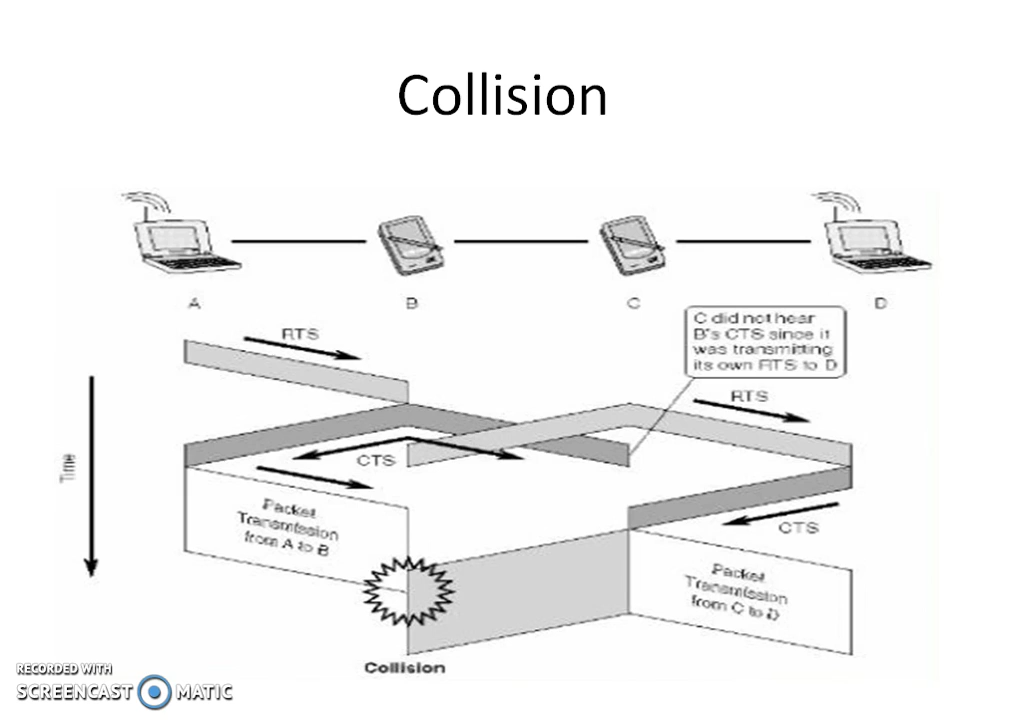 Collision
A
B
C
D
C did not hear
B's CTS since it
was transmitting
its own RTS to D
RTS
RTS
Time
CTS
Packet
Transmission
from A to B
CTS
Packet
Transmission
from C to D
Collision
RECORDED WITH
SCREENCAST MATIC